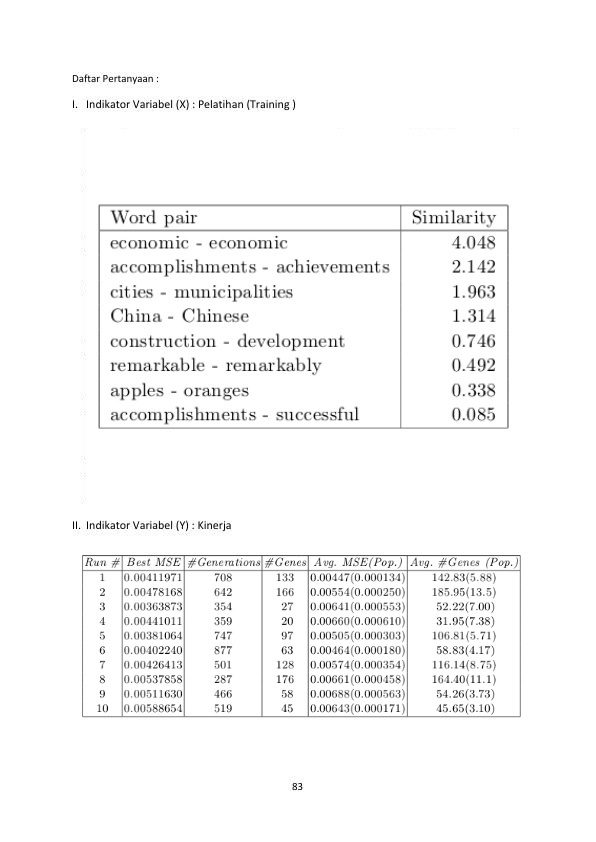 Daftar Pertanyaan :
I. Indikator Variabel (X) : Pelatihan (Training )
Word pair Similarity
economic - economic 4.048
accomplishments - achievements 2.142
cities - municipalities 1.963
China - Chinese 1.314
construction - development 0.746
remarkable - remarkably 0.492
apples - oranges 0.338
accomplishments - successful 0.085
II. Indikator Variabel (Y) : Kinerja
Run # Best MSE #Generations #Genes Avg. MSE(Pop.) Avg. #Genes (Pop.)
1 0.00411971 708 133 0.00447(0.000134) 142.83(5.88)
2 0.00478168 642 166 0.00554(0.000250) 185.95(13.5)
3 0.00363873 354 27 0.00641(0.000553) 52.22(7.00)
4 0.00441011 359 20 0.00660(0.000610) 31.95(7.38)
5 0.00381064 747 97 0.00505(0.000303) 106.81(5.71)
6 0.00402240 877 63 0.00464(0.000180) 58.83(4.17)
7 0.00426413 501 128 0.00574(0.000354) 116.14(8.75)
8 0.00537858 287 176 0.00661(0.000458) 164.40(11.1)
9 0.00511630 466 58 0.00688(0.000563) 54.26(3.73)
10 0.00588654 519 45 0.00643(0.000171) 45.65(3.10)
83